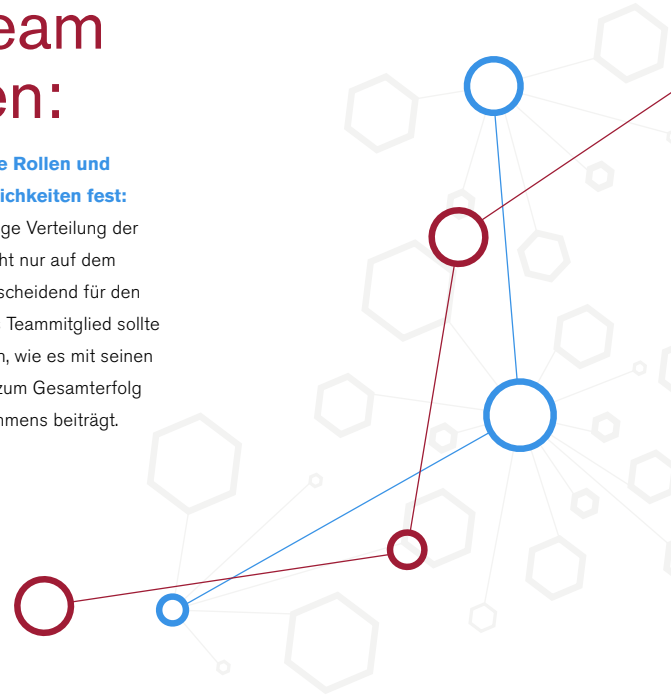 eam
en:
e Rollen und
ichkeiten fest:
ge Verteilung der
ht nur auf dem
scheidend für den
Teammitglied sollte
n, wie es mit seinen
zum Gesamterfolg
mmens beiträgt.